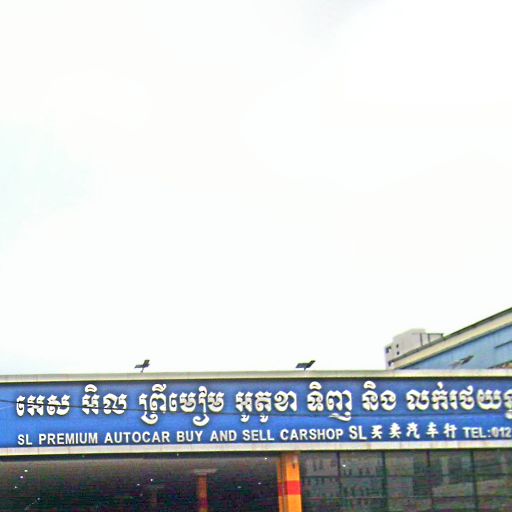 អេស អិល ព្រីមៀម អូតូខា ទិញ និង លក់រថយន្ត
SL PREMIUM AUTOCAR BUY AND SELL CARSHOP SL 买卖汽车行 TEL:012